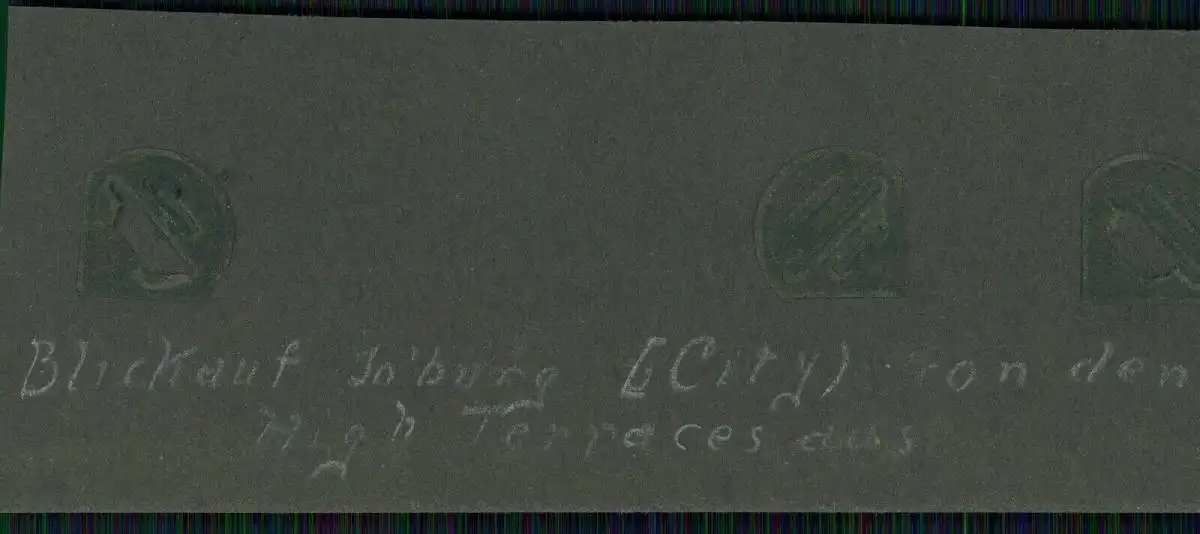 Blick auf Jo'burg (City) von den
High Terraces aus